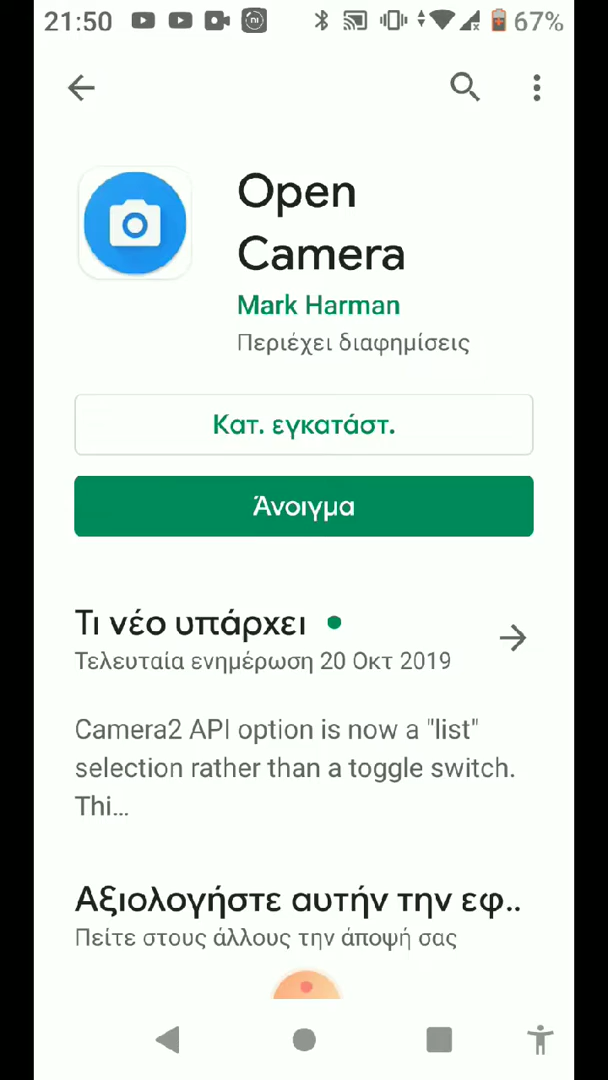 21:50
67%
Open
Camera
Mark Harman
Περιέχει διαφημίσεις
Κατ. εγκατάστ.
Άνοιγμα
Τι νέο υπάρχει
Τελευταία ενημέρωση 20 Οκτ 2019
Camera2 API option is now a "list"
selection rather than a toggle switch.
Thi…
Αξιολογήστε αυτήν την εφ..
Πείτε στους άλλους την άποψή σας